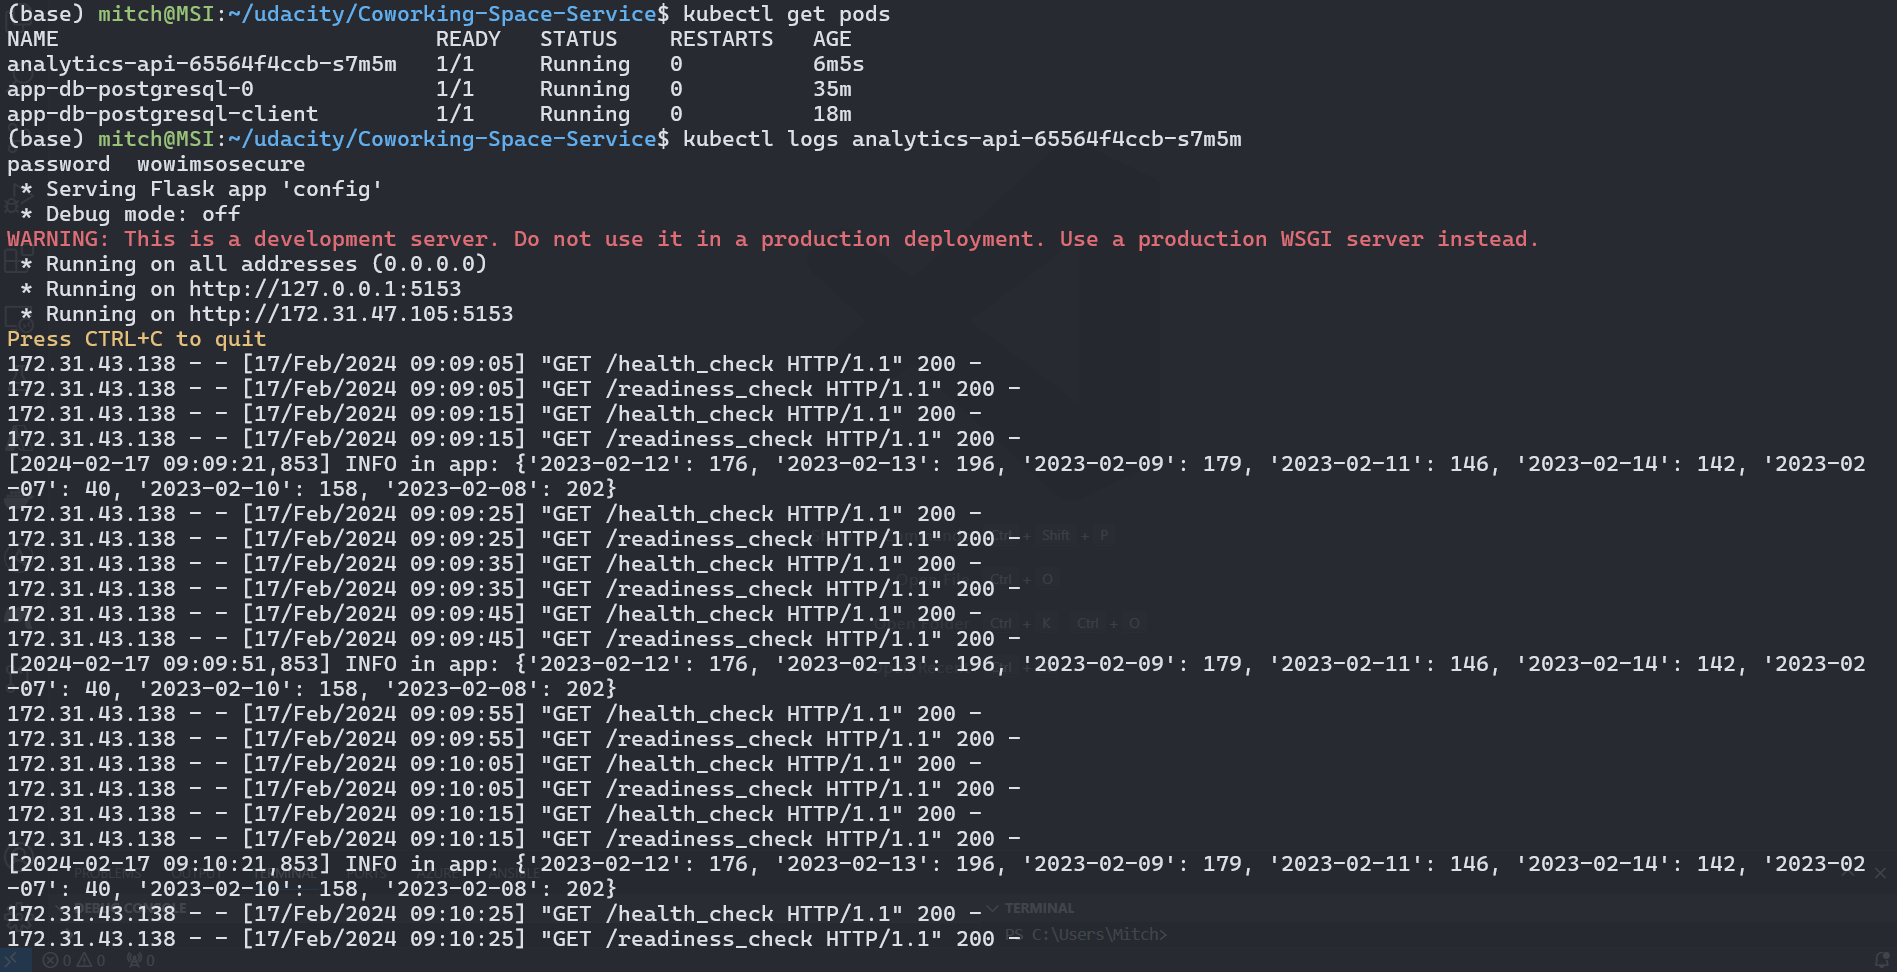 (base) mitch@MSI:~/udacity/Coworking-Space-Service$ kubectl get pods
NAME                             READY   STATUS    RESTARTS   AGE
analytics-api-65564f4ccb-s7m5m   1/1     Running   0          6m5s
app-db-postgresql-0              1/1     Running   0          35m
app-db-postgresql-client         1/1     Running   0          18m
(base) mitch@MSI:~/udacity/Coworking-Space-Service$ kubectl logs analytics-api-65564f4ccb-s7m5m
password  wowimsosecure
 * Serving Flask app 'config'
 * Debug mode: off
WARNING: This is a development server. Do not use it in a production deployment. Use a production WSGI server instead.
 * Running on all addresses (0.0.0.0)
 * Running on http://127.0.0.1:5153
 * Running on http://172.31.47.105:5153
Press CTRL+C to quit
172.31.43.138 - - [17/Feb/2024 09:09:05] "GET /health_check HTTP/1.1" 200 -
172.31.43.138 - - [17/Feb/2024 09:09:05] "GET /readiness_check HTTP/1.1" 200 -
172.31.43.138 - - [17/Feb/2024 09:09:15] "GET /health_check HTTP/1.1" 200 -
172.31.43.138 - - [17/Feb/2024 09:09:15] "GET /readiness_check HTTP/1.1" 200 -
[2024-02-17 09:09:21,853] INFO in app: {'2023-02-12': 176, '2023-02-13': 196, '2023-02-09': 179, '2023-02-11': 146, '2023-02-14': 142, '2023-02
-07': 40, '2023-02-10': 158, '2023-02-08': 202}
172.31.43.138 - - [17/Feb/2024 09:09:25] "GET /health_check HTTP/1.1" 200 -
172.31.43.138 - - [17/Feb/2024 09:09:25] "GET /readiness_check HTTP/1.1" 200 -
Ctrl + Shift + P
172.31.43.138 - - [17/Feb/2024 09:09:35] "GET /health_check HTTP/1.1" 200 -
Open File Ctrl + O
172.31.43.138 - - [17/Feb/2024 09:09:35] "GET /readiness_check HTTP/1.1" 200 -
172.31.43.138 - - [17/Feb/2024 09:09:45] "GET /health_check HTTP/1.1" 200 -
Open Folder Ctrl + K Ctrl + O
172.31.43.138 - - [17/Feb/2024 09:09:45] "GET /readiness_check HTTP/1.1" 200 -
[2024-02-17 09:09:51,853] INFO in app: {'2023-02-12': 176, '2023-02-13': 196, '2023-02-09': 179, '2023-02-11': 146, '2023-02-14': 142, '2023-02
-07': 40, '2023-02-10': 158, '2023-02-08': 202}
172.31.43.138 - - [17/Feb/2024 09:09:55] "GET /health_check HTTP/1.1" 200 -
172.31.43.138 - - [17/Feb/2024 09:09:55] "GET /readiness_check HTTP/1.1" 200 -
172.31.43.138 - - [17/Feb/2024 09:10:05] "GET /health_check HTTP/1.1" 200 -
172.31.43.138 - - [17/Feb/2024 09:10:05] "GET /readiness_check HTTP/1.1" 200 -
172.31.43.138 - - [17/Feb/2024 09:10:15] "GET /health_check HTTP/1.1" 200 -
172.31.43.138 - - [17/Feb/2024 09:10:15] "GET /readiness_check HTTP/1.1" 200 -
[2024-02-17 09:10:21,853] INFO in app: {'2023-02-12': 176, '2023-02-13': 196, '2023-02-09': 179, '2023-02-11': 146, '2023-02-14': 142, '2023-02
PROBLEMS OUTPUT TERMINAL PORTS AZURE ANSIBLE
-07': 40, '2023-02-10': 158, '2023-02-08': 202}
DEBUG CONSOLE TERMINAL
172.31.43.138 - - [17/Feb/2024 09:10:25] "GET /health_check HTTP/1.1" 200 -
172.31.43.138 - - [17/Feb/2024 09:10:25] "GET /readiness_check HTTP/1.1" 200 -
PS C:\Users\Mitch>
0 0 0